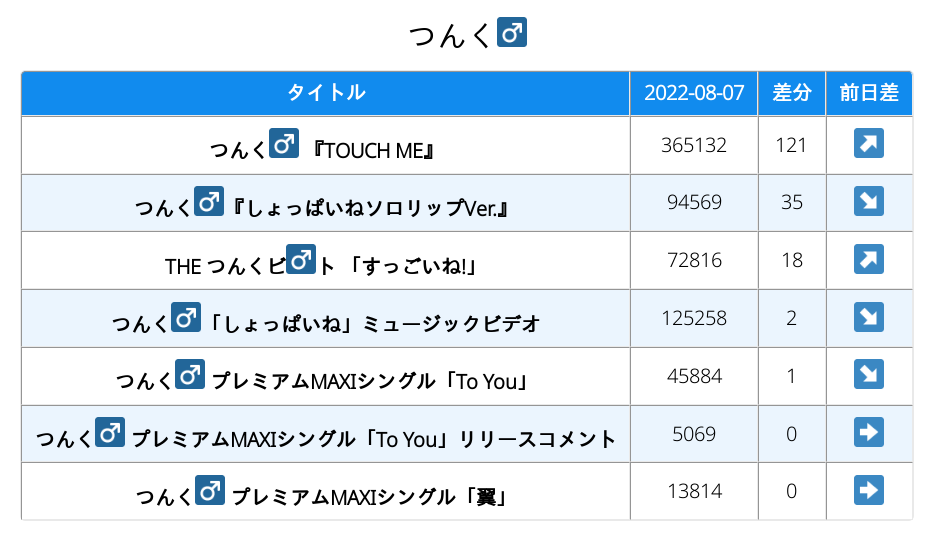 つんく♂
タイトル 2022-08-07 差分 前日差
つんく♂ 『TOUCH ME』 365132 121 ↗
つんく♂『しょっぱいねソロリップVer.』 94569 35 ↘
THE つんくビ♂ト 「すっごいね!」 72816 18 ↗
つんく♂「しょっぱいね」ミュージックビデオ 125258 2 ↘
つんく♂ プレミアムMAXIシングル「To You」 45884 1 ↘
つんく♂ プレミアムMAXIシングル「To You」リリースコメント 5069 0 ➡
つんく♂ プレミアムMAXIシングル「翼」 13814 0 ➡